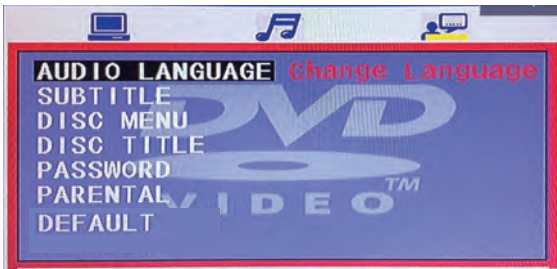 AUDIO LANGUAGE Change Language
SUBTITLE
DISC MENU
DISC TITLE
PASSWORD
PARENTAL
DEFAULT
DVD
VIDEO
TM